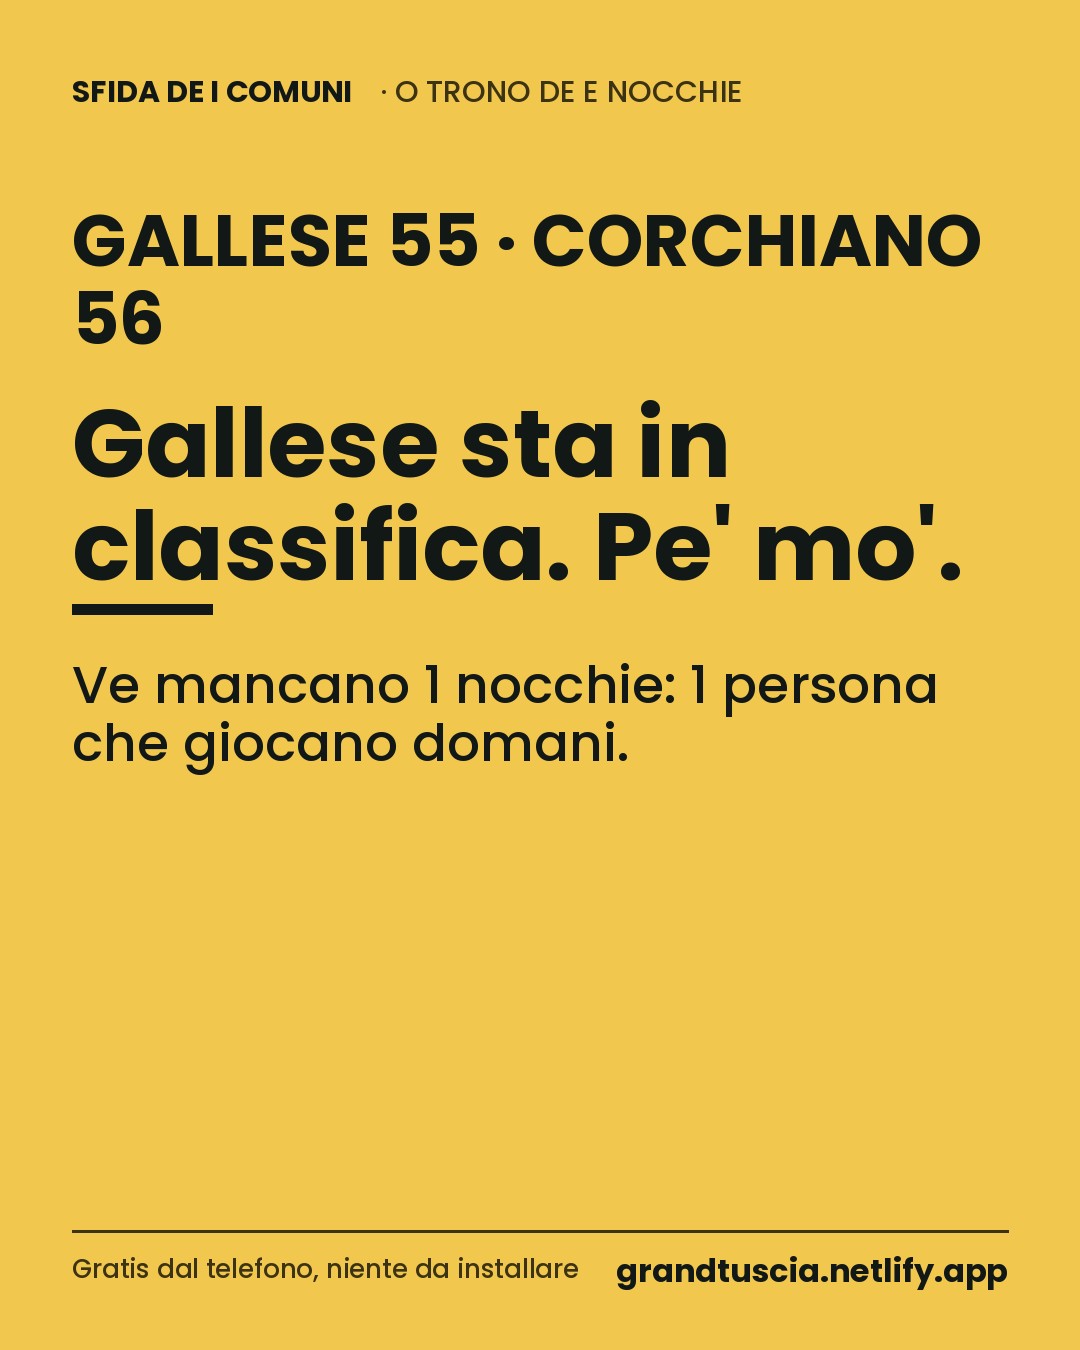 SFIDA DE I COMUNI · O TRONO DE E NOCCHIE
GALLESE 55 · CORCHIANO
56
Gallese sta in
classifica. Pe' mo'.
Ve mancano 1 nocchie: 1 persona
che giocano domani.
Gratis dal telefono, niente da installare grandtuscia.netlify.app